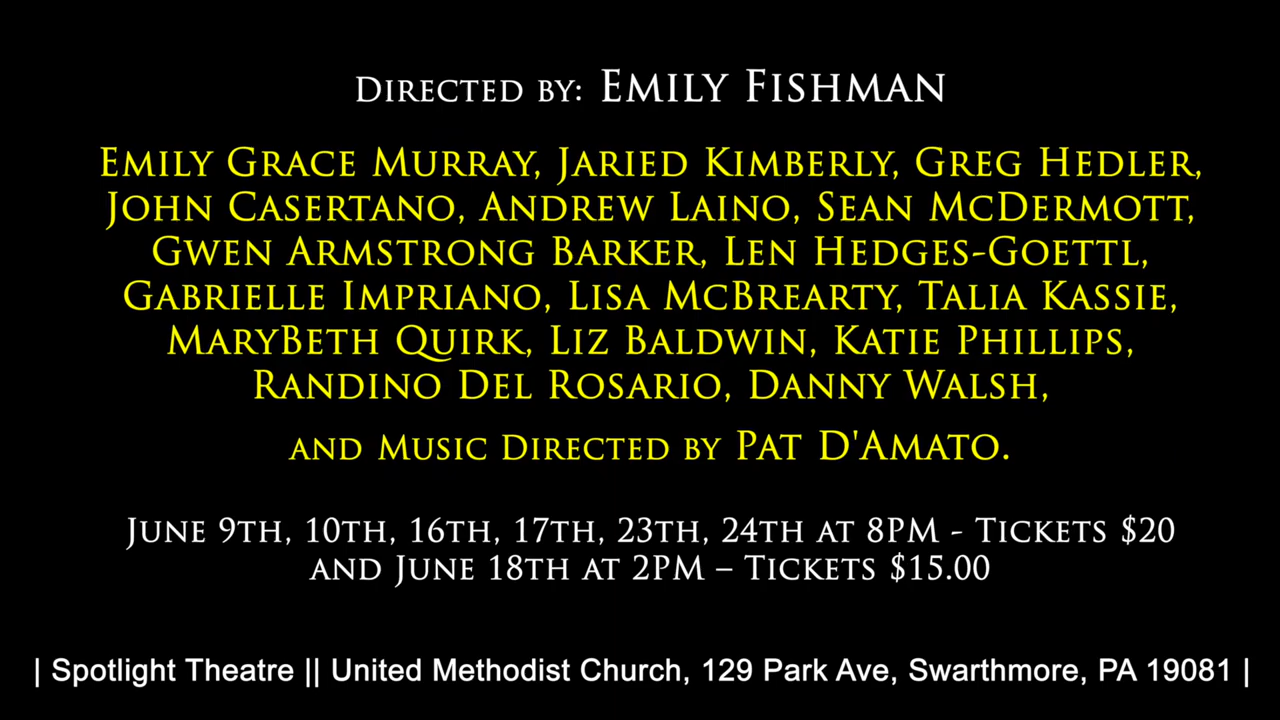 Directed by: Emily Fishman
Emily Grace Murray, Jaried Kimberly, Greg Hedler,
John Casertano, Andrew Laino, Sean McDermott,
Gwen Armstrong Barker, Len Hedges-Goettl,
Gabrielle Impriano, Lisa McBrearty, Talia Kassie,
MaryBeth Quirk, Liz Baldwin, Katie Phillips,
Randino Del Rosario, Danny Walsh,
and Music Directed by Pat D'Amato.
June 9th, 10th, 16th, 17th, 23th, 24th at 8PM - Tickets $20
and June 18th at 2PM – Tickets $15.00
| Spotlight Theatre || United Methodist Church, 129 Park Ave, Swarthmore, PA 19081 |